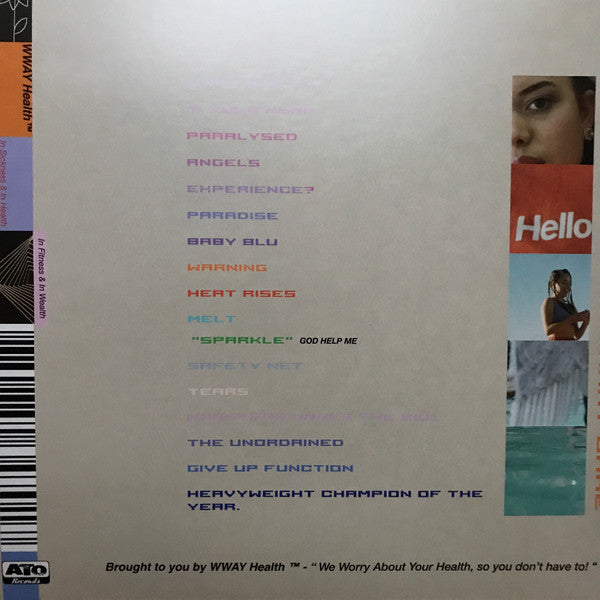 WWAY Health ™
In Sickness & In Health
In Fitness & In Wealth
PARALYSED
ANGELS
EXPERIENCE?
PARADISE
BABY BLU
WARNING
HEAT RISES
MELT
"SPARKLE" GOD HELP ME
SAFETY NET
TEARS
THE UNORDAINED
GIVE UP FUNCTION
HEAVYWEIGHT CHAMPION OF THE
YEAR.
Hello
ATO
Records
Brought to you by WWAY Health ™ - “ We Worry About Your Health, so you don't have to! “